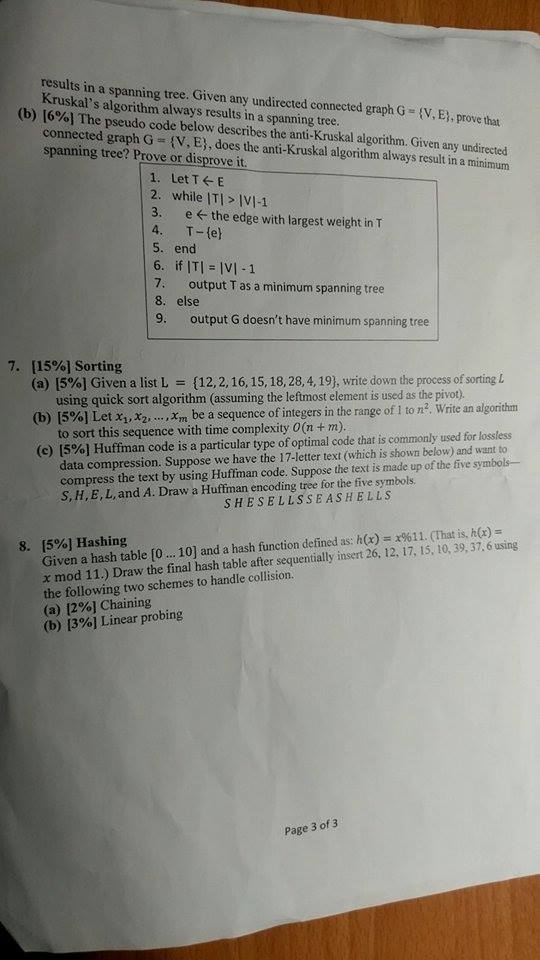 results in a spanning tree. Given any undirected connected graph G = {V, E}, prove that
Kruskal's algorithm always results in a spanning tree.
(b) [6%] The pseudo code below describes the anti-Kruskal algorithm. Given any undirected
connected graph G = {V, E}, does the anti-Kruskal algorithm always result in a minimum
spanning tree? Prove or disprove it.
1. Let T ← E
2. while |T| > |V|-1
3. e ← the edge with largest weight in T
4. T – {e}
5. end
6. if |T| = |V| - 1
7. output T as a minimum spanning tree
8. else
9. output G doesn't have minimum spanning tree
7. [15%] Sorting
(a) [5%] Given a list L = {12, 2, 16, 15, 18, 28, 4, 19}, write down the process of sorting L
using quick sort algorithm (assuming the leftmost element is used as the pivot).
(b) [5%] Let x₁, x₂, …, xₘ be a sequence of integers in the range of 1 to n². Write an algorithm
to sort this sequence with time complexity O(n + m).
(c) [5%] Huffman code is a particular type of optimal code that is commonly used for lossless
data compression. Suppose we have the 17-letter text (which is shown below) and want to
compress the text by using Huffman code. Suppose the text is made up of the five symbols—
S, H, E, L, and A. Draw a Huffman encoding tree for the five symbols.
S H E S E L L S S E A S H E L L S
8. [5%] Hashing
Given a hash table [0 ... 10] and a hash function defined as: h(x) = x%11. (That is, h(x) =
x mod 11.) Draw the final hash table after sequentially insert 26, 12, 17, 15, 10, 39, 37, 6 using
the following two schemes to handle collision.
(a) [2%] Chaining
(b) [3%] Linear probing
Page 3 of 3